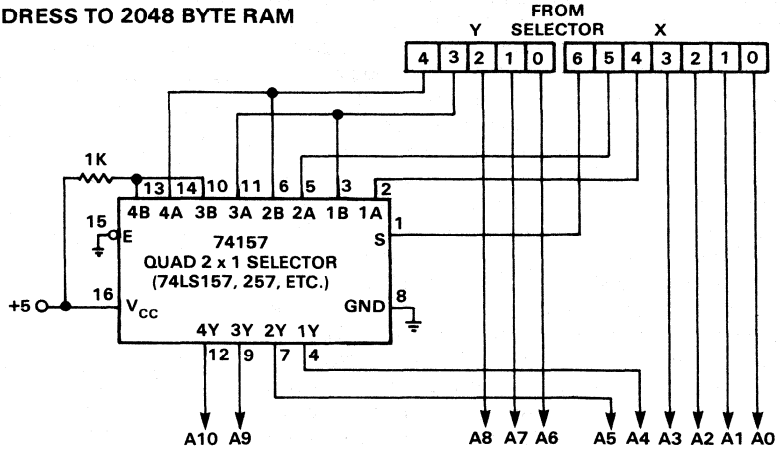 DRESS TO 2048 BYTE RAM
FROM
Y SELECTOR X
4 3 2 1 0 6 5 4 3 2 1 0
1K
13 14 10 11 6 5 3 2
4B 4A 3B 3A 2B 2A 1B 1A
15 E 1
S
74157
QUAD 2 x 1 SELECTOR
(74LS157, 257, ETC.)
+5 16 VCC GND 8
4Y 3Y 2Y 1Y
12 9 7 4
A10 A9 A8 A7 A6 A5 A4 A3 A2 A1 A0